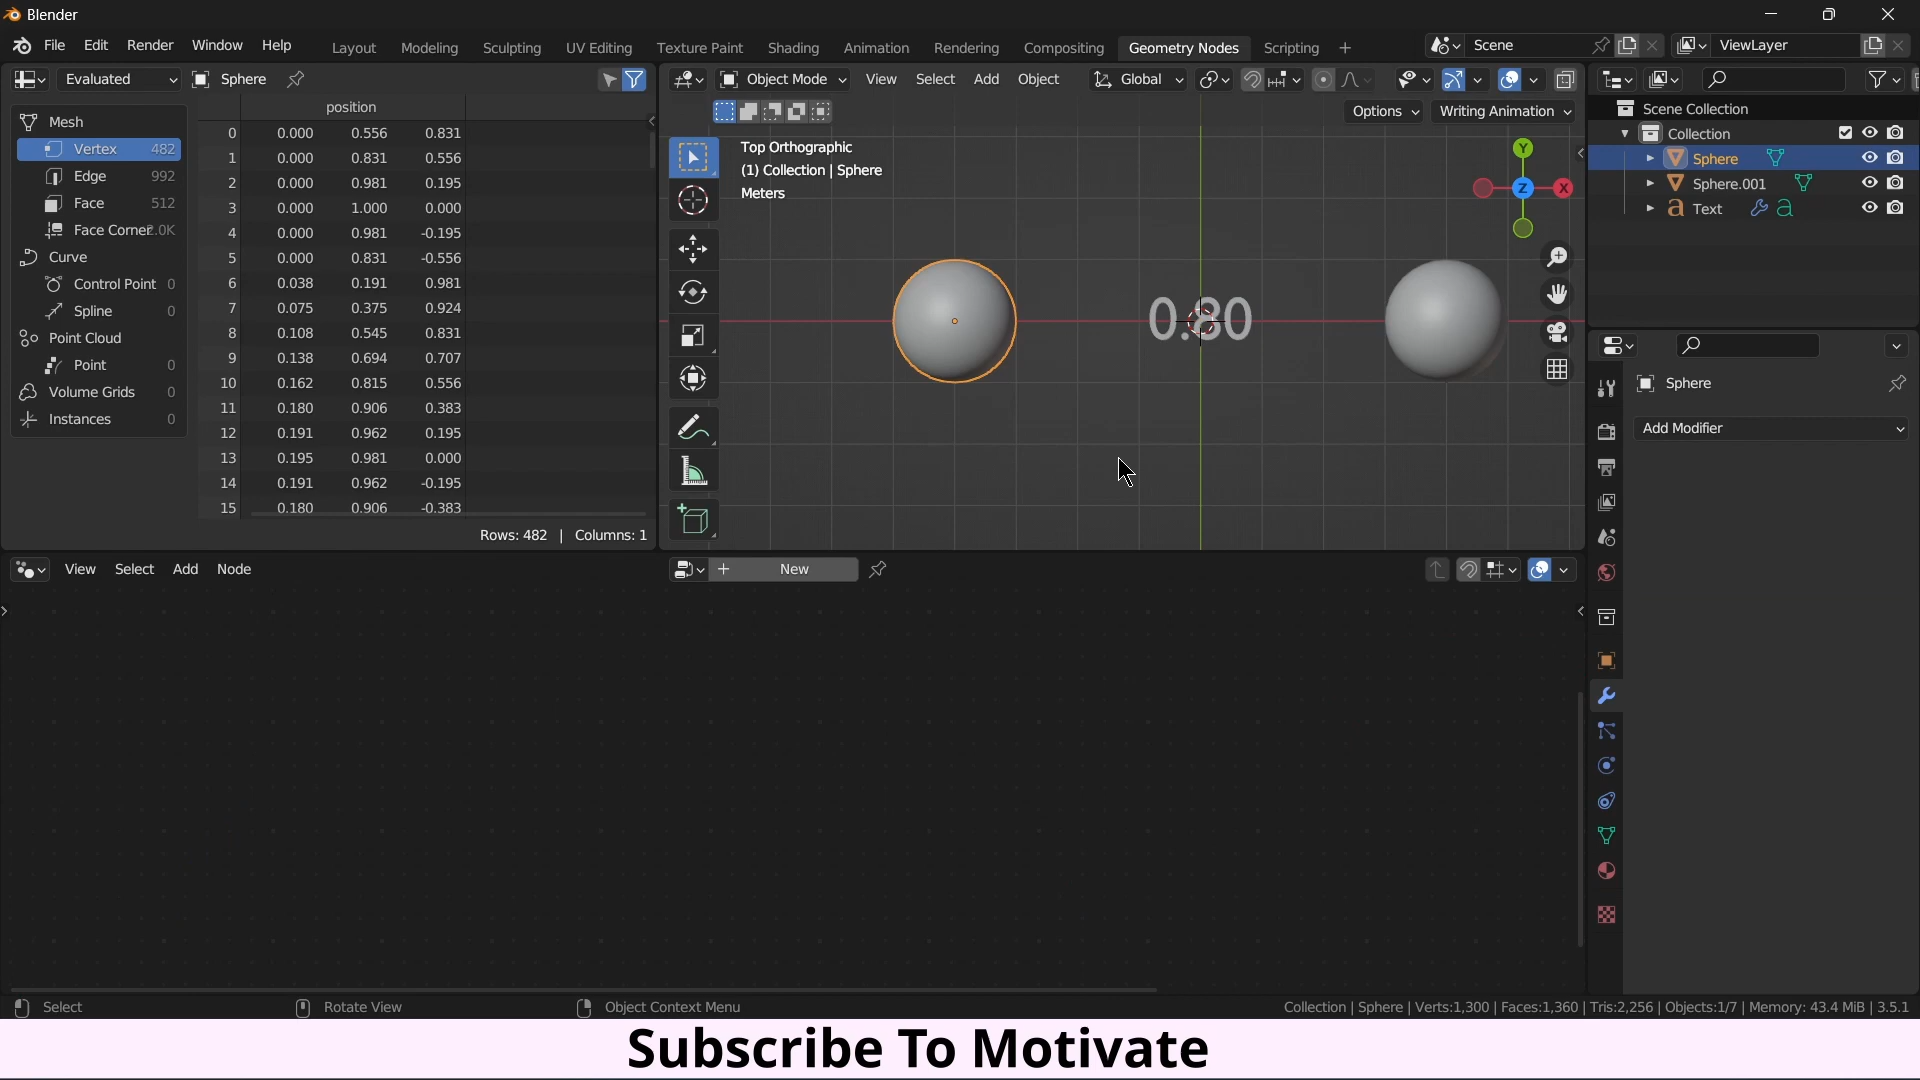 Blender
File Edit Render Window Help Layout Modeling Sculpting UV Editing Texture Paint Shading Animation Rendering Compositing Geometry Nodes Scripting + Scene ViewLayer
Evaluated Sphere
Object Mode View Select Add Object Global
Options Writing Animation
position
Mesh
Vertex 482
Edge 992
Face 512
Face Corner 2.0K
Curve
Control Point 0
Spline 0
Point Cloud
Point 0
Volume Grids 0
Instances 0
0 0.000 0.556 0.831
1 0.000 0.831 0.556
2 0.000 0.981 0.195
3 0.000 1.000 0.000
4 0.000 0.981 -0.195
5 0.000 0.831 -0.556
6 0.038 0.191 0.981
7 0.075 0.375 0.924
8 0.108 0.545 0.831
9 0.138 0.694 0.707
10 0.162 0.815 0.556
11 0.180 0.906 0.383
12 0.191 0.962 0.195
13 0.195 0.981 0.000
14 0.191 0.962 -0.195
15 0.180 0.906 -0.383
Rows: 482 | Columns: 1
Top Orthographic
(1) Collection | Sphere
Meters
0.80
Y
Z X
Scene Collection
Collection
Sphere
Sphere.001
Text
Sphere
Add Modifier
View Select Add Node
+ New
Select Rotate View Object Context Menu
Collection | Sphere | Verts:1,300 | Faces:1,360 | Tris:2,256 | Objects:1/7 | Memory: 43.4 MiB | 3.5.1
Subscribe To Motivate